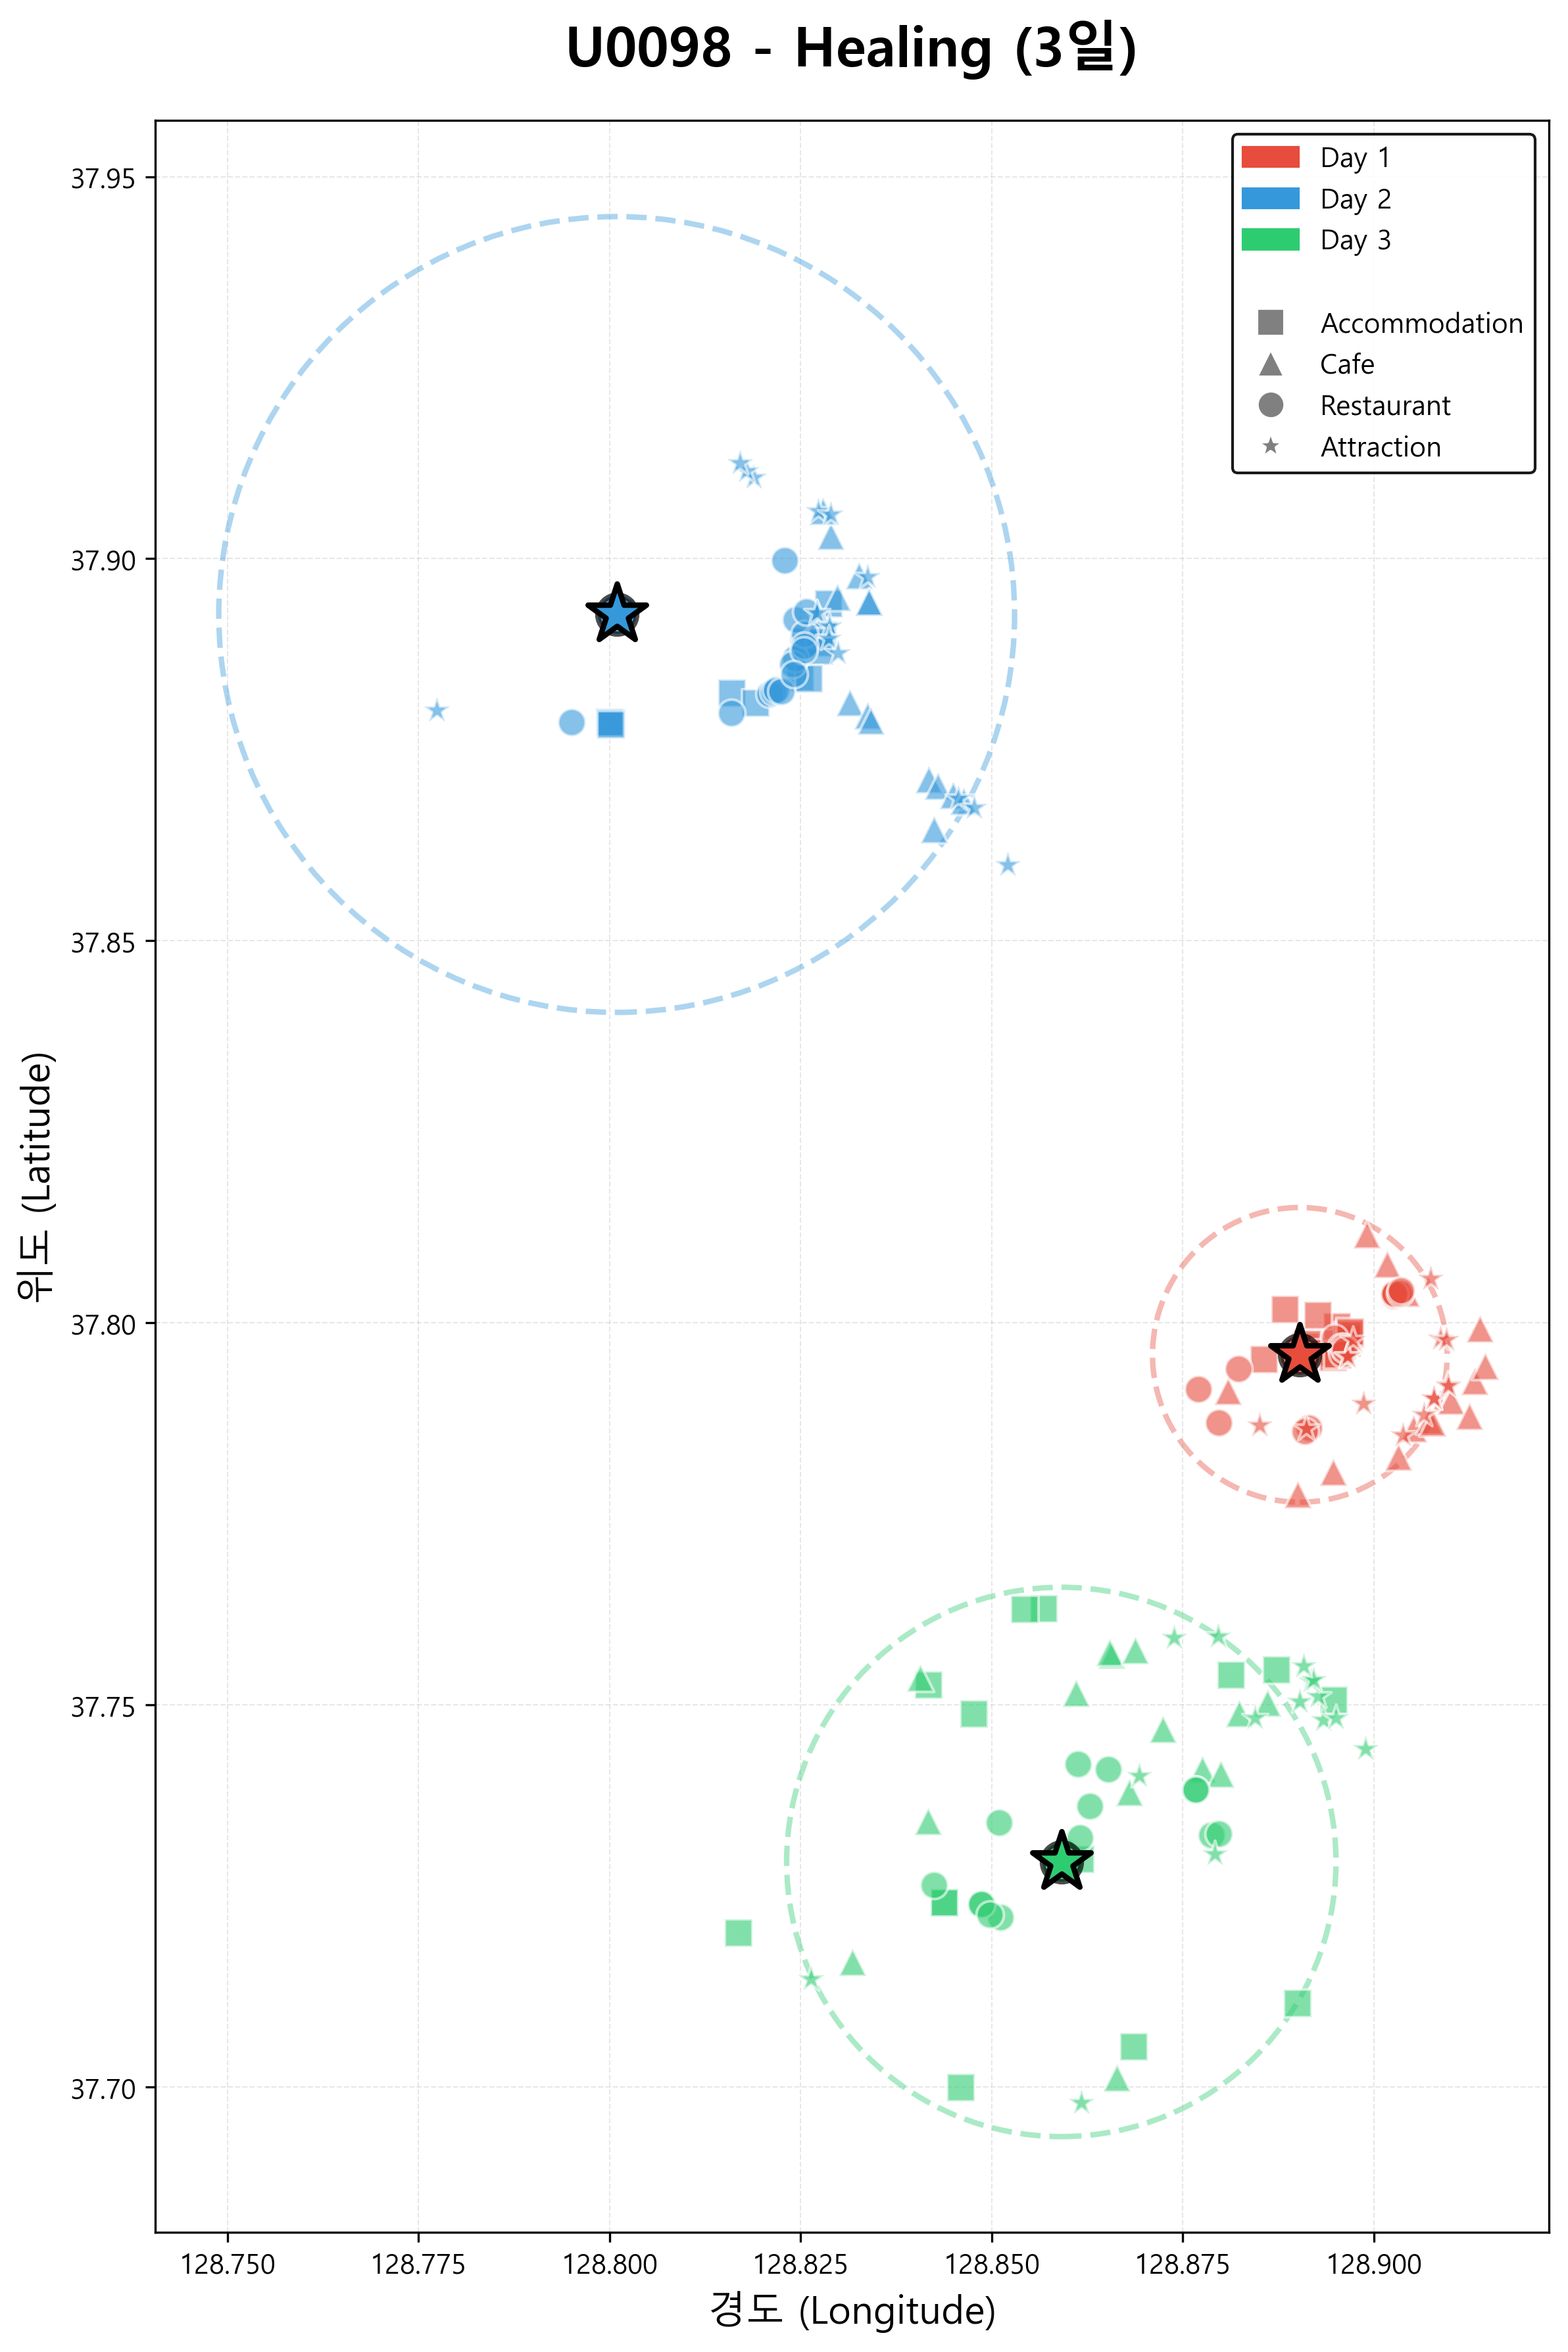 U0098 - Healing (3일)
Day 1
Day 2
Day 3
Accommodation
Cafe
Restaurant
Attraction
위도 (Latitude)
37.95
37.90
37.85
37.80
37.75
37.70
128.750 128.775 128.800 128.825 128.850 128.875 128.900
경도 (Longitude)